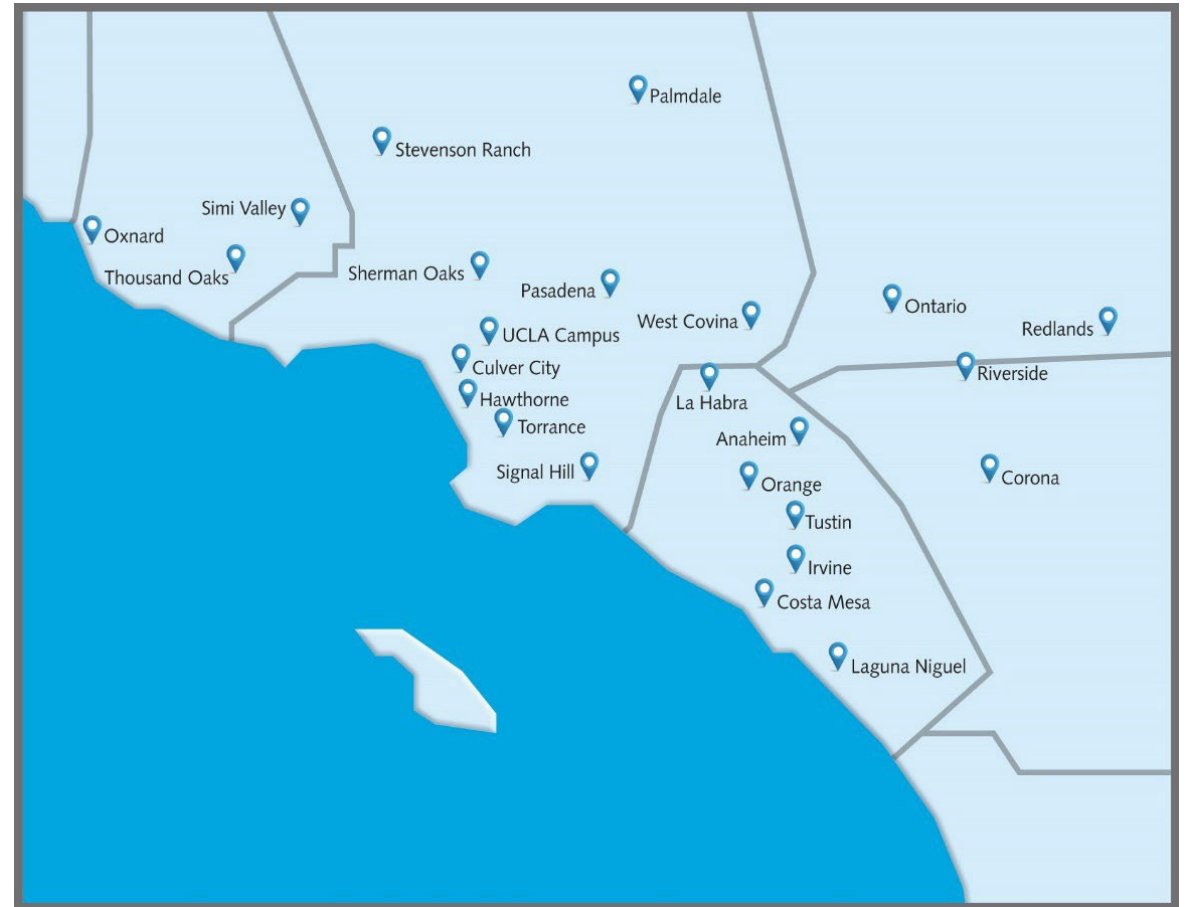 Palmdale
Stevenson Ranch
Simi Valley
Oxnard
Thousand Oaks
Sherman Oaks
Pasadena
West Covina
Ontario
Redlands
UCLA Campus
Culver City
Riverside
Hawthorne
La Habra
Torrance
Anaheim
Signal Hill
Orange
Corona
Tustin
Irvine
Costa Mesa
Laguna Niguel